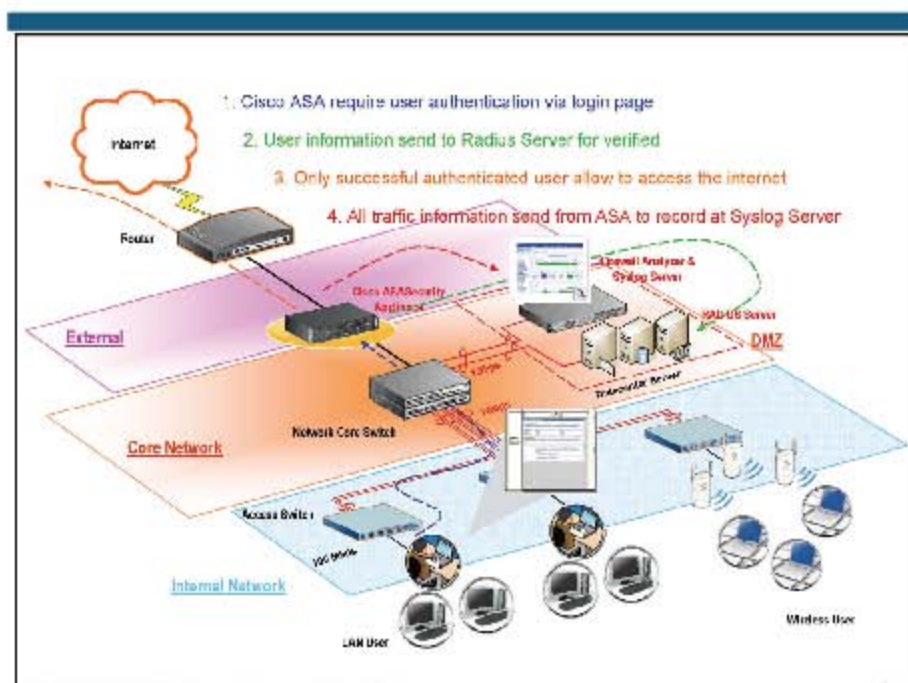 1. Cisco ASA require user authentication via login page
2. User information send to Radius Server for verified
3. Only successful authenticated user allow to access the internet
4. All traffic information send from ASA to record at Syslog Server
Internet
Router
Firewall Analyzer &
Syslog Server
Cisco ASA Security
Appliance
RADIUS Server
External
DMZ
Datacenter Server
Network Core Switch
Core Network
Access Switch
Internal Network
Wireless User
LAN User